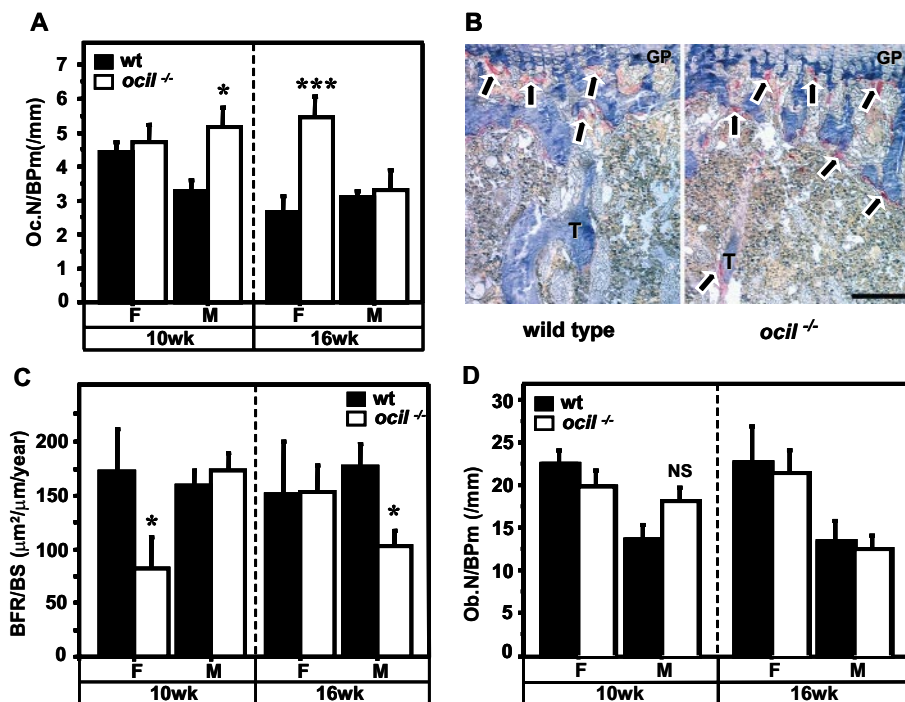 A
wt
ocil -/-
Oc.N/BPm(/mm)
7
6
5
4
3
2
1
0
*
***
F
M
F
M
10wk
16wk
B
GP
GP
T
T
wild type
ocil -/-
C
wt
ocil -/-
BFR/BS (µm²/µm/year)
200
150
100
50
0
*
*
F
M
F
M
10wk
16wk
D
wt
ocil -/-
Ob.N/BPm (/mm)
30
25
20
15
10
5
0
NS
F
M
F
M
10wk
16wk